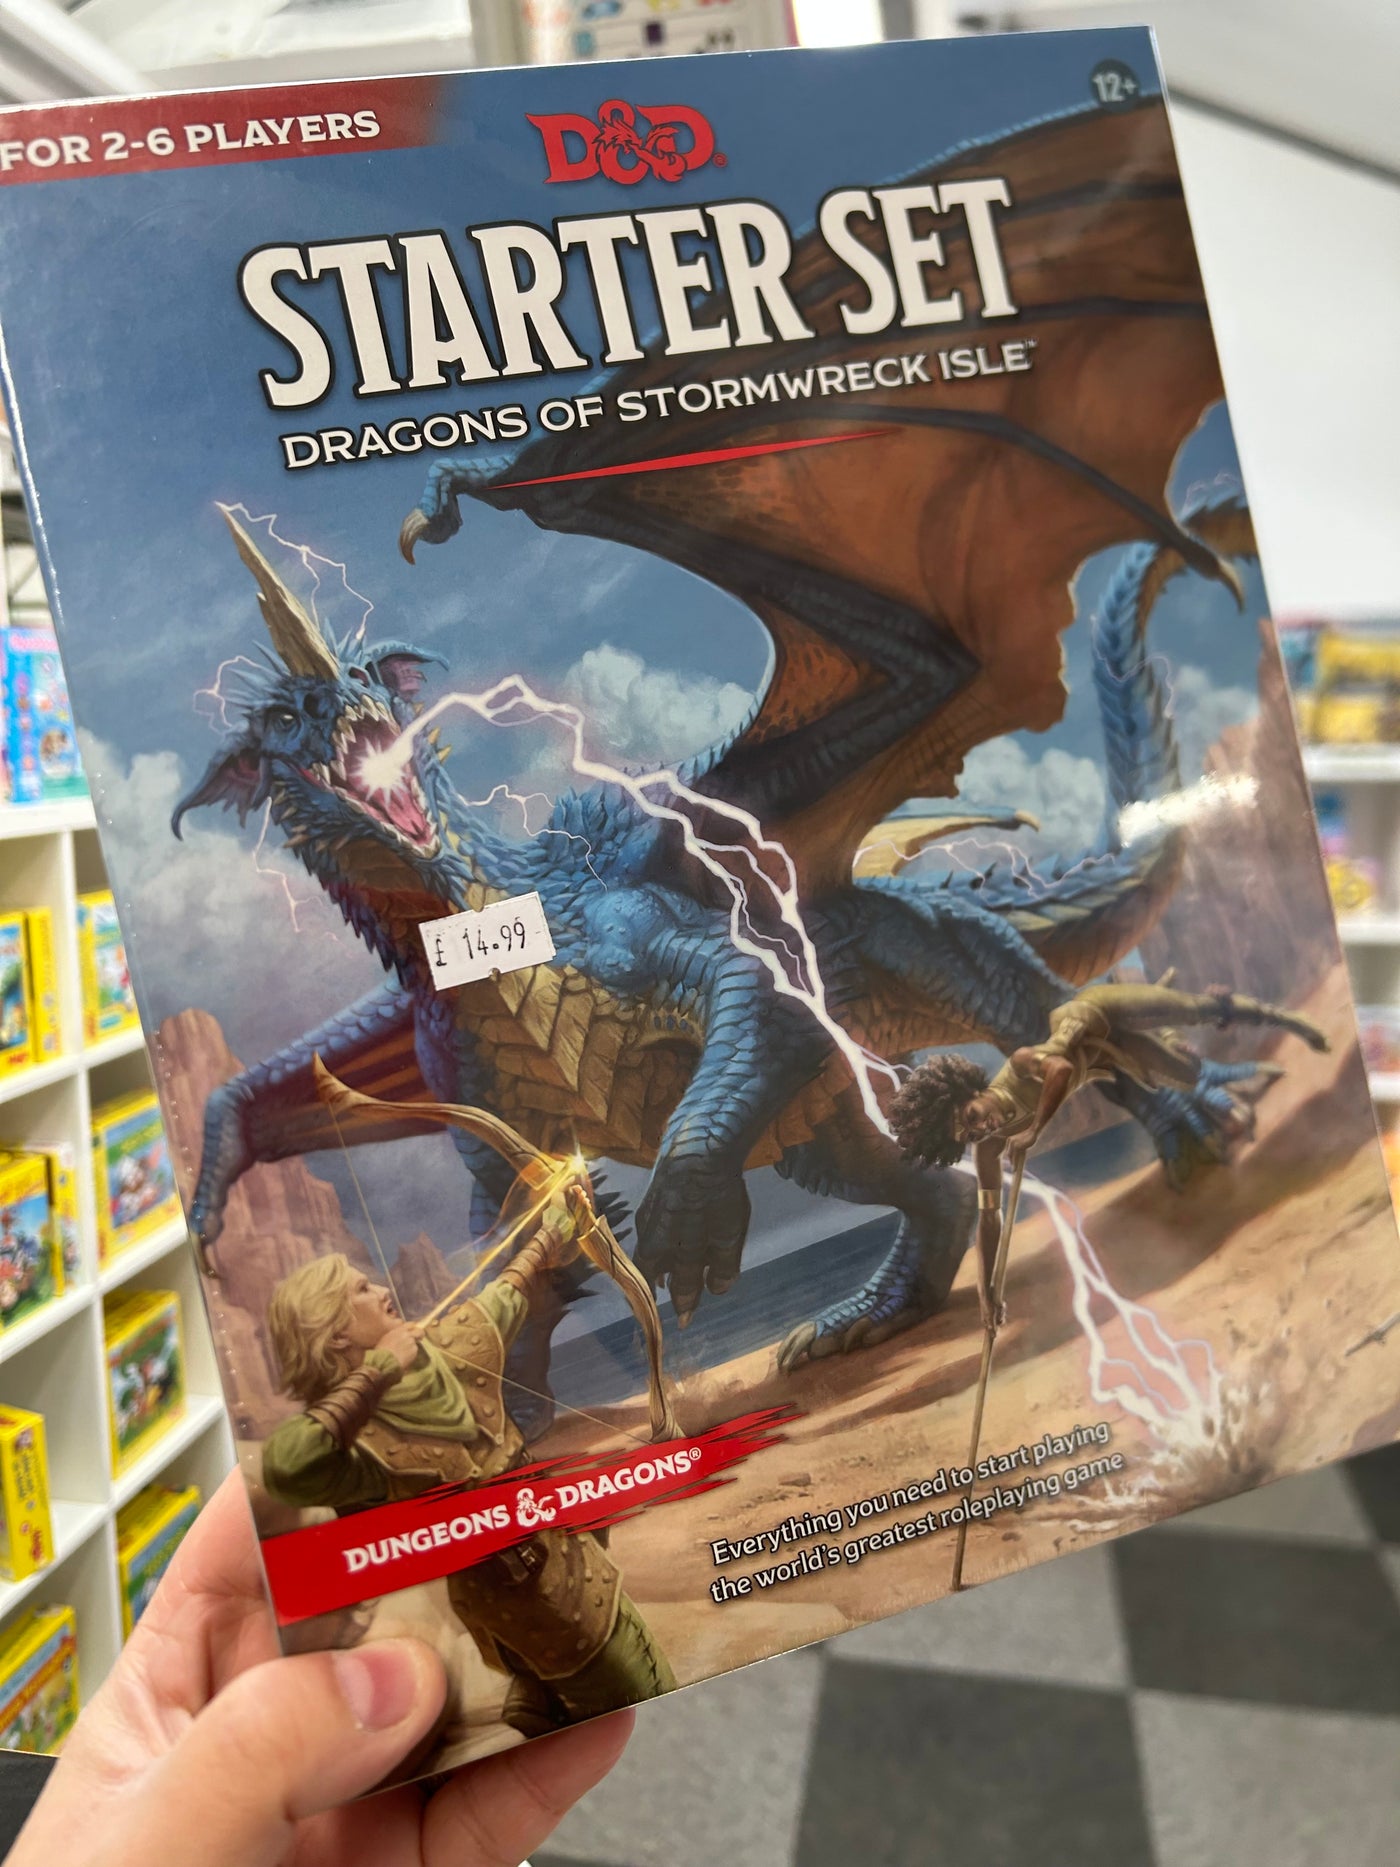 FOR 2-6 PLAYERS
D&D®
12+
STARTER SET
DRAGONS OF STORMWRECK ISLE™
£ 14.99
DUNGEONS & DRAGONS®
Everything you need to start playing
the world's greatest roleplaying game